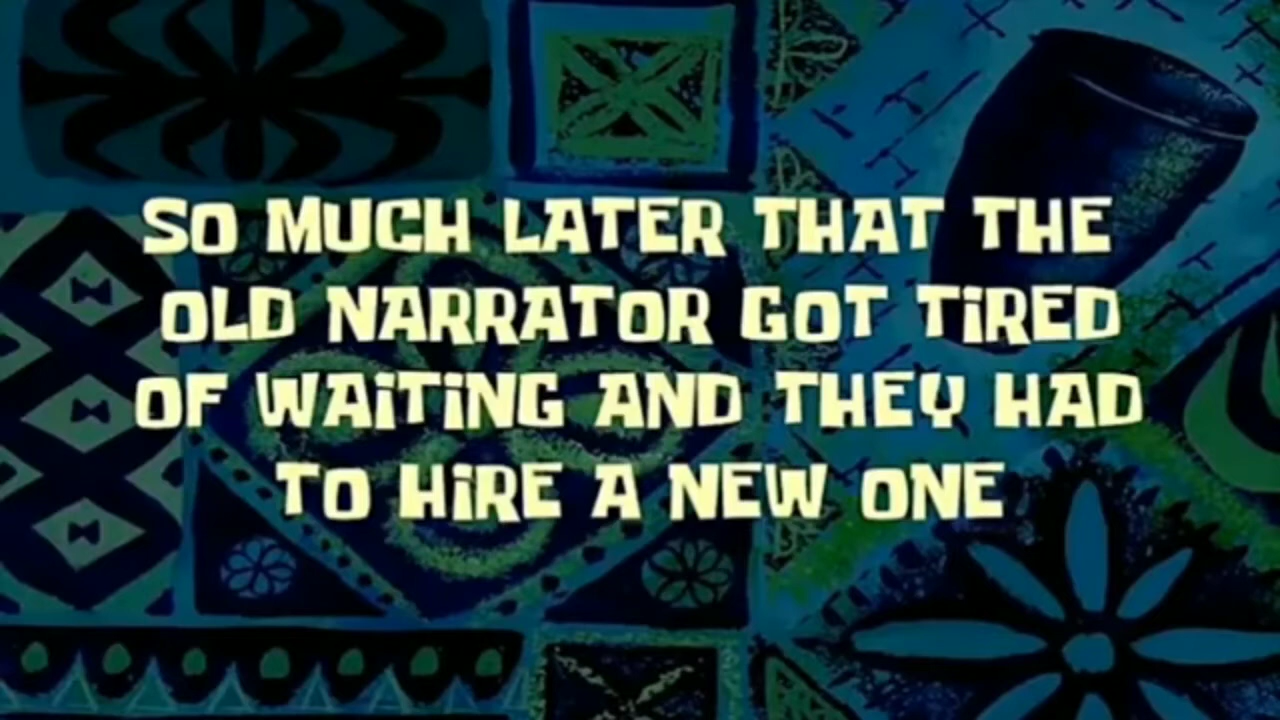 SO MUCH LATER THAT THE
OLD NARRATOR GOT TiRED
OF WAiTiNG AND THEY HAD
TO HiRE A NEW ONE